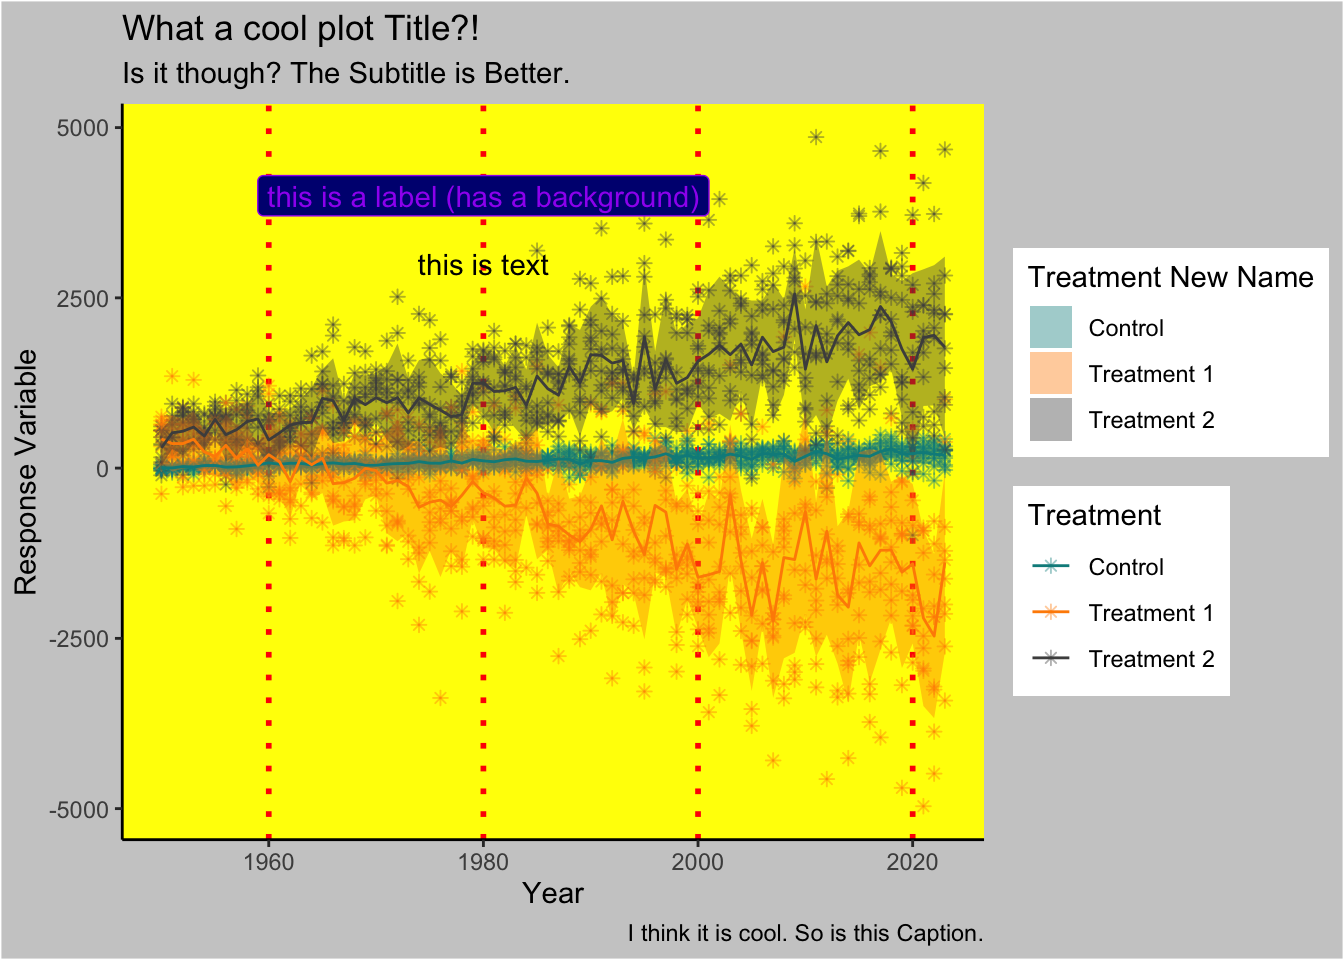 What a cool plot Title?!
Is it though? The Subtitle is Better.
Response Variable
5000
2500
0
-2500
-5000
this is a label (has a background)
this is text
1960
1980
2000
2020
Year
I think it is cool. So is this Caption.
Treatment New Name
Control
Treatment 1
Treatment 2
Treatment
Control
Treatment 1
Treatment 2